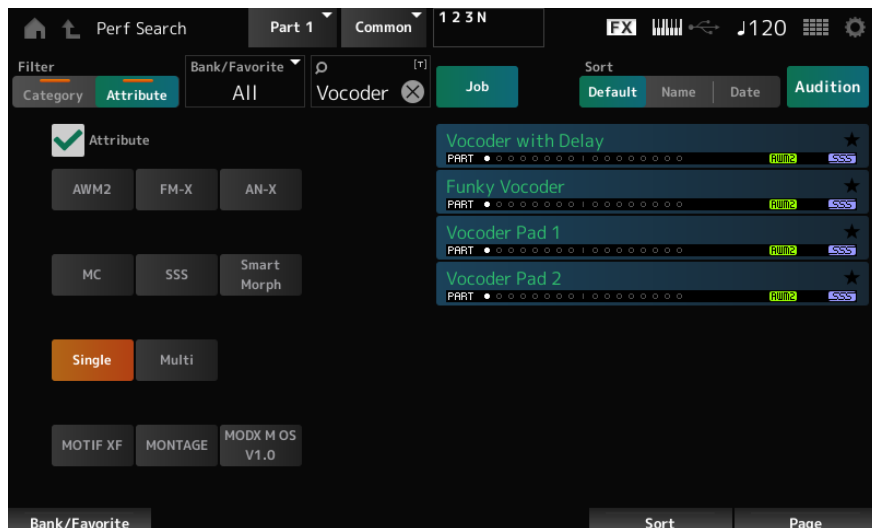 Perf Search
Part 1
Common
1 2 3 N
FX
♩120
Filter
Category
Attribute
Bank/Favorite
All
[T]
Vocoder
Job
Sort
Default
Name
Date
Audition
Attribute
AWM2
FM-X
AN-X
MC
SSS
Smart
Morph
Single
Multi
MOTIF XF
MONTAGE
MODX M OS
V1.0
Vocoder with Delay
PART
AWM2
SSS
Funky Vocoder
PART
AWM2
SSS
Vocoder Pad 1
PART
AWM2
SSS
Vocoder Pad 2
PART
AWM2
SSS
Bank/Favorite
Sort
Page